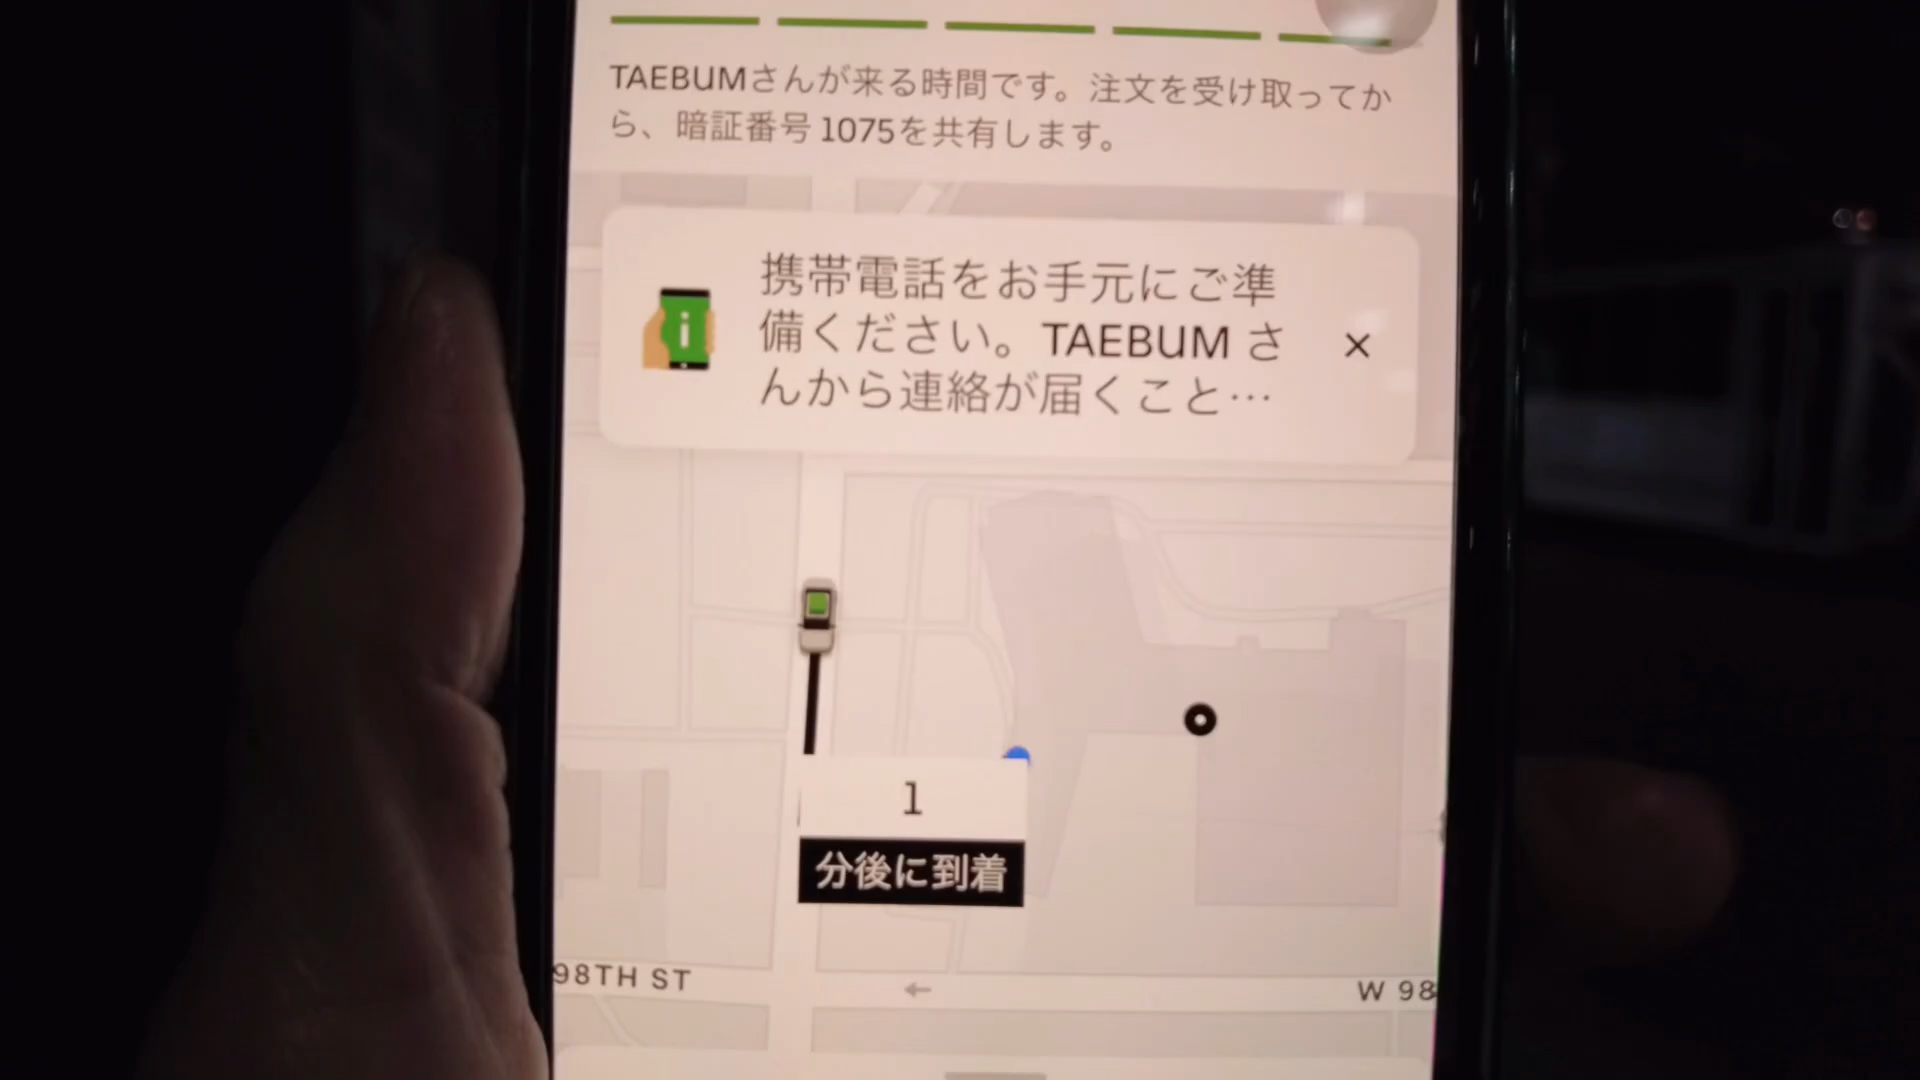 TAEBUMさんが来る時間です。注文を受け取ってか
ら、暗証番号 1075を共有します。
携帯電話をお手元にご準
備ください。TAEBUM さ
んから連絡が届くこと…
1
分後に到着
98TH ST
W 98